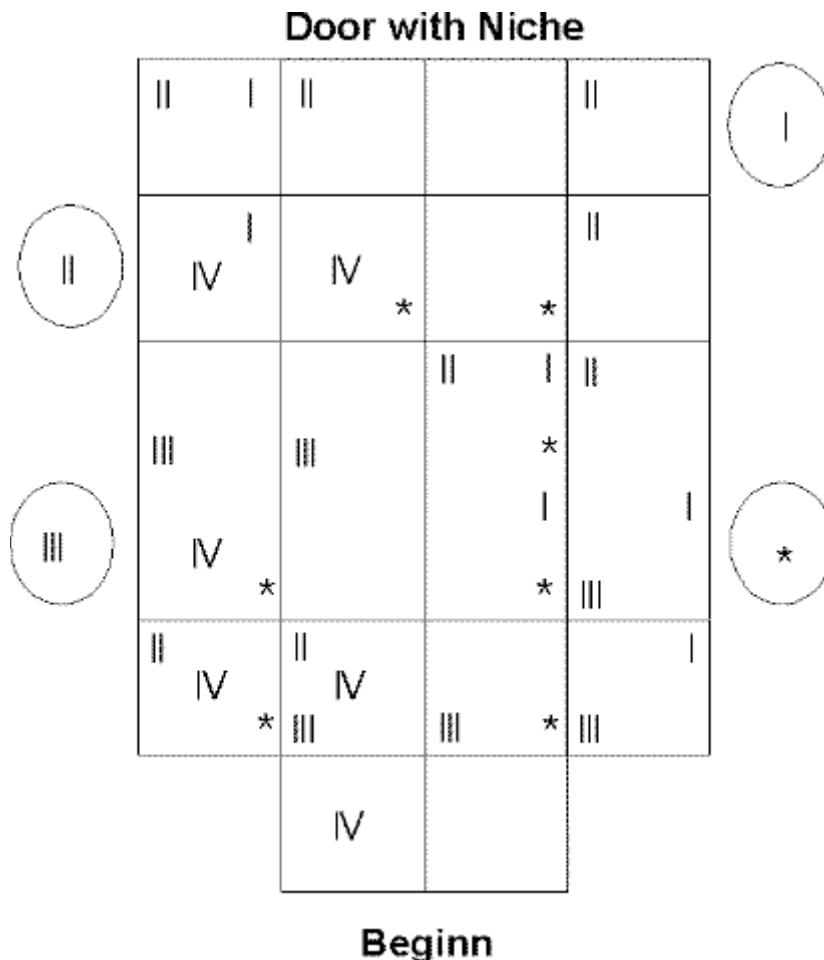 Door with Niche
II I II II
I
I II
II IV IV
* *
II I II
III III *
I I
III IV *
* * III
II II I
IV IV
* III III * III
IV
Beginn